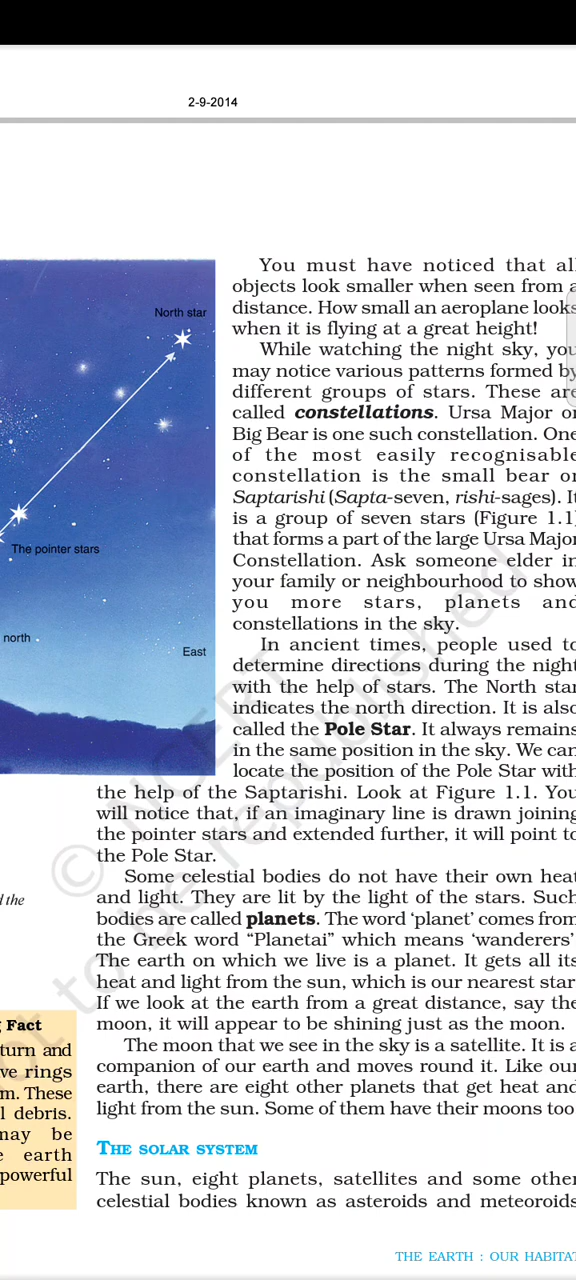 2-9-2014
North star
The pointer stars
north
East
You must have noticed that all
objects look smaller when seen from a
distance. How small an aeroplane looks
when it is flying at a great height!
While watching the night sky, you
may notice various patterns formed by
different groups of stars. These are
called constellations. Ursa Major or
Big Bear is one such constellation. One
of the most easily recognisable
constellation is the small bear or
Saptarishi (Sapta-seven, rishi-sages). It
is a group of seven stars (Figure 1.1)
that forms a part of the large Ursa Major
Constellation. Ask someone elder in
your family or neighbourhood to show
you more stars, planets and
constellations in the sky.
In ancient times, people used to
determine directions during the night
with the help of stars. The North star
indicates the north direction. It is also
called the Pole Star. It always remains
in the same position in the sky. We can
locate the position of the Pole Star with
the help of the Saptarishi. Look at Figure 1.1. You
will notice that, if an imaginary line is drawn joining
the pointer stars and extended further, it will point to
the Pole Star.
Some celestial bodies do not have their own heat
and light. They are lit by the light of the stars. Such
bodies are called planets. The word ‘planet’ comes from
the Greek word “Planetai” which means ‘wanderers’
The earth on which we live is a planet. It gets all its
heat and light from the sun, which is our nearest star
If we look at the earth from a great distance, say the
moon, it will appear to be shining just as the moon.
The moon that we see in the sky is a satellite. It is a
companion of our earth and moves round it. Like our
earth, there are eight other planets that get heat and
light from the sun. Some of them have their moons too
d the
g Fact
turn and
ve rings
m. These
l debris.
may be
e earth
powerful
THE SOLAR SYSTEM
The sun, eight planets, satellites and some other
celestial bodies known as asteroids and meteoroids
THE EARTH : OUR HABITAT
© NCERT
not to be republished